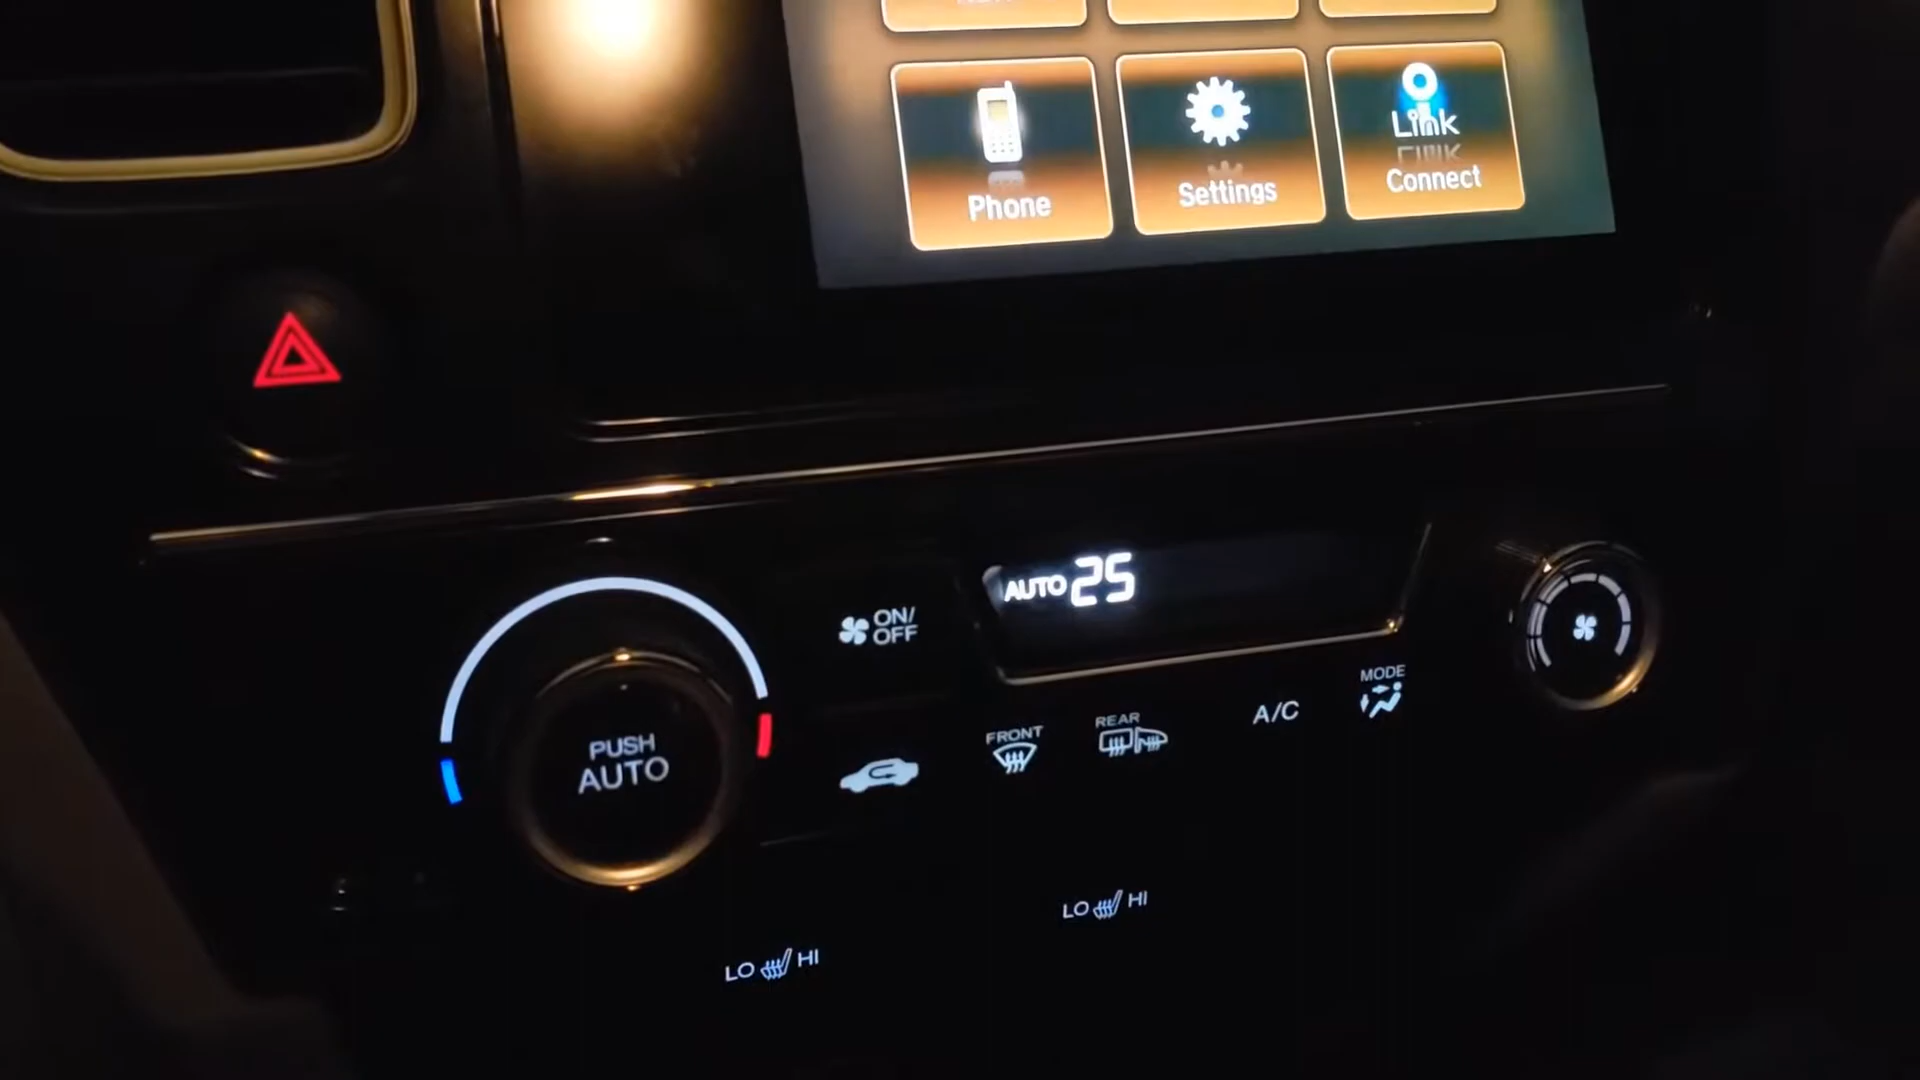 Phone
Settings
Link
Connect
AUTO 25
ON/
OFF
PUSH
AUTO
FRONT
REAR
A/C
MODE
LO HI
LO HI